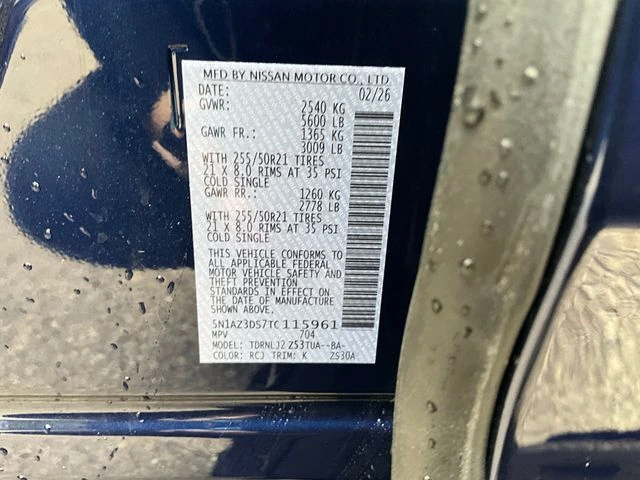 MFD BY NISSAN MOTOR CO., LTD.
DATE: 02/26
GVWR: 2540 KG
5600 LB
GAWR FR.: 1365 KG
3009 LB
WITH 255/50R21 TIRES
21 X 8.0 RIMS AT 35 PSI
COLD SINGLE
GAWR RR.: 1260 KG
2778 LB
WITH 255/50R21 TIRES
21 X 8.0 RIMS AT 35 PSI
COLD SINGLE
THIS VEHICLE CONFORMS TO
ALL APPLICABLE FEDERAL
MOTOR VEHICLE SAFETY AND
THEFT PREVENTION
STANDARDS IN EFFECT ON
THE DATE OF MANUFACTURE
SHOWN ABOVE.
5N1AZ3DS7TC115961
MPV 704
MODEL: TDRNLJ2Z53TUA--BA-
COLOR: RCJ TRIM: K ZS30A